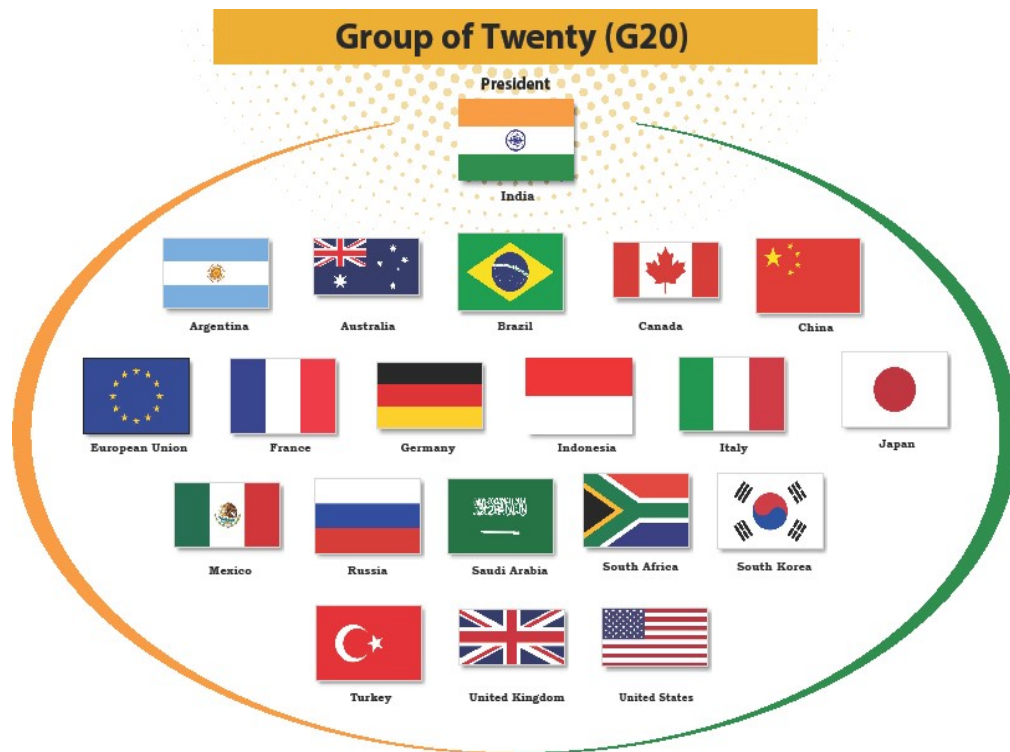 Group of Twenty (G20)
President
India
Argentina
Australia
Brazil
Canada
China
European Union
France
Germany
Indonesia
Italy
Japan
Mexico
Russia
Saudi Arabia
South Africa
South Korea
Turkey
United Kingdom
United States